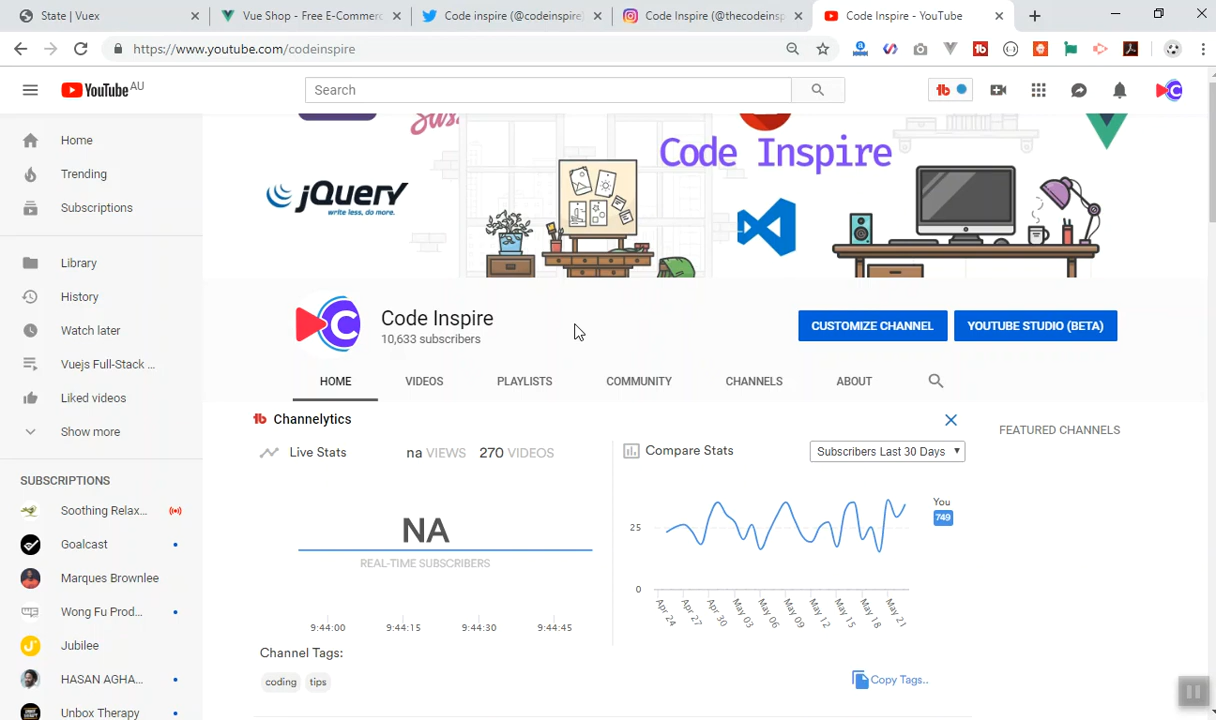 State | Vuex
Vue Shop - Free E-Commerc
Code inspire (@codeinspire)
Code Inspire (@thecodeinsp
Code Inspire - YouTube
https://www.youtube.com/codeinspire
YouTube AU
Search
Home
Trending
Subscriptions
Library
History
Watch later
Vuejs Full-Stack ...
Liked videos
Show more
SUBSCRIPTIONS
Soothing Relax...
Goalcast
Marques Brownlee
Wong Fu Prod...
Jubilee
HASAN AGHA...
Unbox Therapy
Code Inspire
jQuery
write less, do more.
Code Inspire
10,633 subscribers
CUSTOMIZE CHANNEL
YOUTUBE STUDIO (BETA)
HOME
VIDEOS
PLAYLISTS
COMMUNITY
CHANNELS
ABOUT
Channelytics
FEATURED CHANNELS
Live Stats
na VIEWS 270 VIDEOS
NA
REAL-TIME SUBSCRIBERS
9:44:00
9:44:15
9:44:30
9:44:45
Compare Stats
Subscribers Last 30 Days
You
749
25
0
Apr 24
Apr 27
Apr 30
May 03
May 06
May 09
May 12
May 15
May 18
May 21
Channel Tags:
coding
tips
Copy Tags..